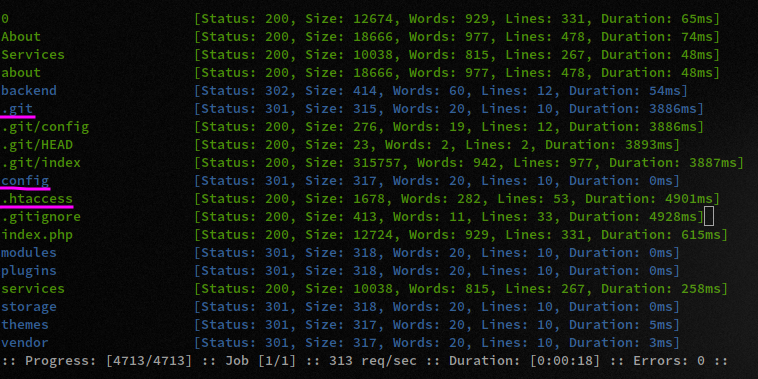 0 [Status: 200, Size: 12674, Words: 929, Lines: 331, Duration: 65ms]
About [Status: 200, Size: 18666, Words: 977, Lines: 478, Duration: 74ms]
Services [Status: 200, Size: 10038, Words: 815, Lines: 267, Duration: 48ms]
about [Status: 200, Size: 18666, Words: 977, Lines: 478, Duration: 48ms]
backend [Status: 302, Size: 414, Words: 60, Lines: 12, Duration: 54ms]
.git [Status: 301, Size: 315, Words: 20, Lines: 10, Duration: 3886ms]
.git/config [Status: 200, Size: 276, Words: 19, Lines: 12, Duration: 3886ms]
.git/HEAD [Status: 200, Size: 23, Words: 2, Lines: 2, Duration: 3893ms]
.git/index [Status: 200, Size: 315757, Words: 942, Lines: 977, Duration: 3887ms]
config [Status: 301, Size: 317, Words: 20, Lines: 10, Duration: 0ms]
.htaccess [Status: 200, Size: 1678, Words: 282, Lines: 53, Duration: 4901ms]
.gitignore [Status: 200, Size: 413, Words: 11, Lines: 33, Duration: 4928ms]
index.php [Status: 200, Size: 12724, Words: 929, Lines: 331, Duration: 615ms]
modules [Status: 301, Size: 318, Words: 20, Lines: 10, Duration: 0ms]
plugins [Status: 301, Size: 318, Words: 20, Lines: 10, Duration: 0ms]
services [Status: 200, Size: 10038, Words: 815, Lines: 267, Duration: 258ms]
storage [Status: 301, Size: 318, Words: 20, Lines: 10, Duration: 0ms]
themes [Status: 301, Size: 317, Words: 20, Lines: 10, Duration: 5ms]
vendor [Status: 301, Size: 317, Words: 20, Lines: 10, Duration: 3ms]
:: Progress: [4713/4713] :: Job [1/1] :: 313 req/sec :: Duration: [0:00:18] :: Errors: 0 ::